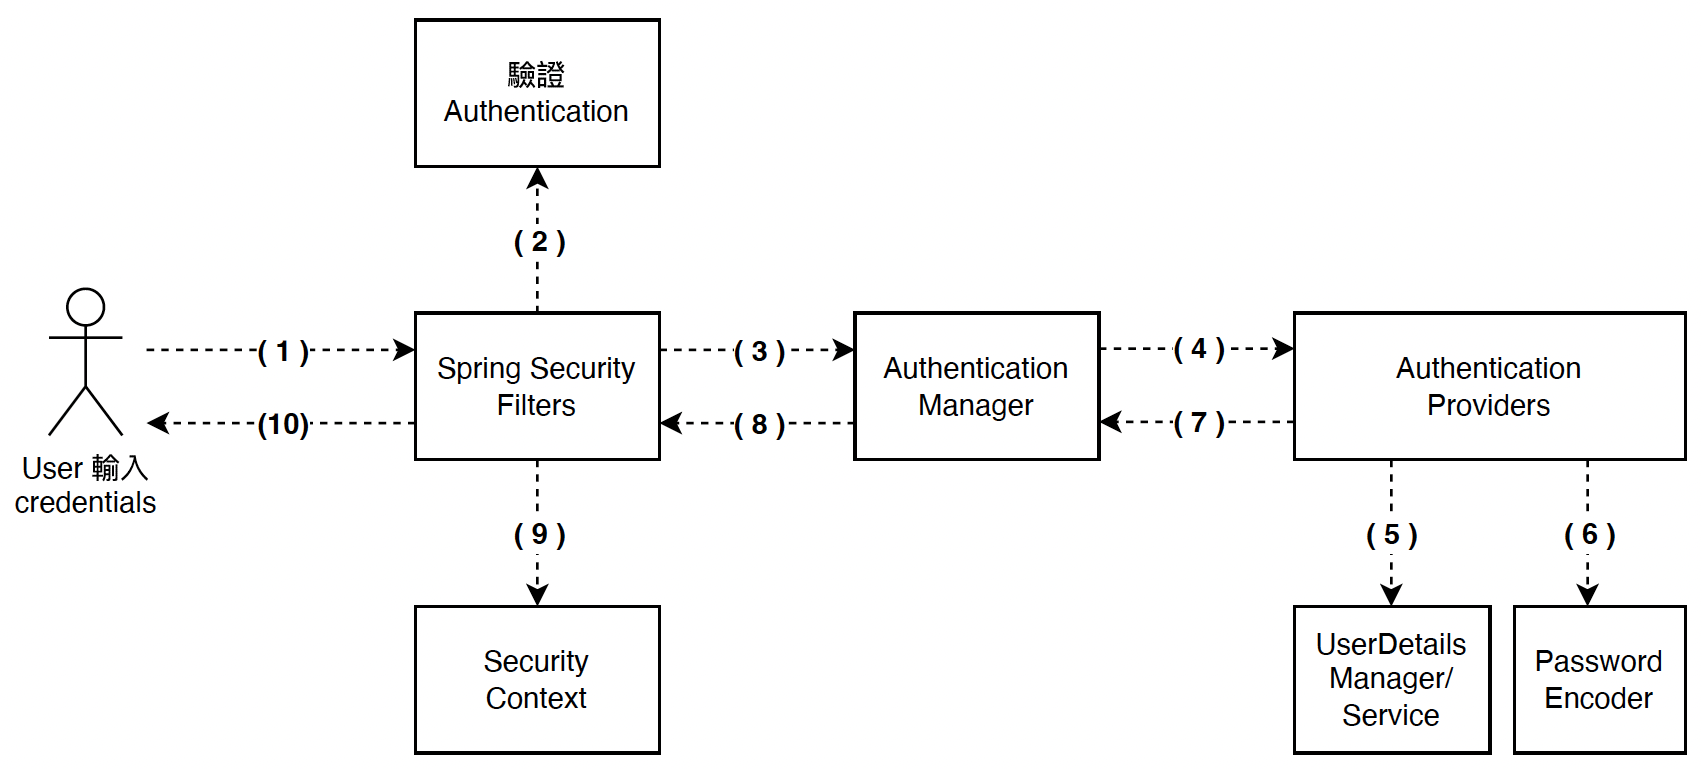 驗證
Authentication
( 2 )
( 1 )
Spring Security
Filters
( 3 )
Authentication
Manager
( 4 )
Authentication
Providers
(10)
( 8 )
( 7 )
User 輸入
credentials
( 9 )
( 5 )
( 6 )
Security
Context
UserDetails
Manager/
Service
Password
Encoder